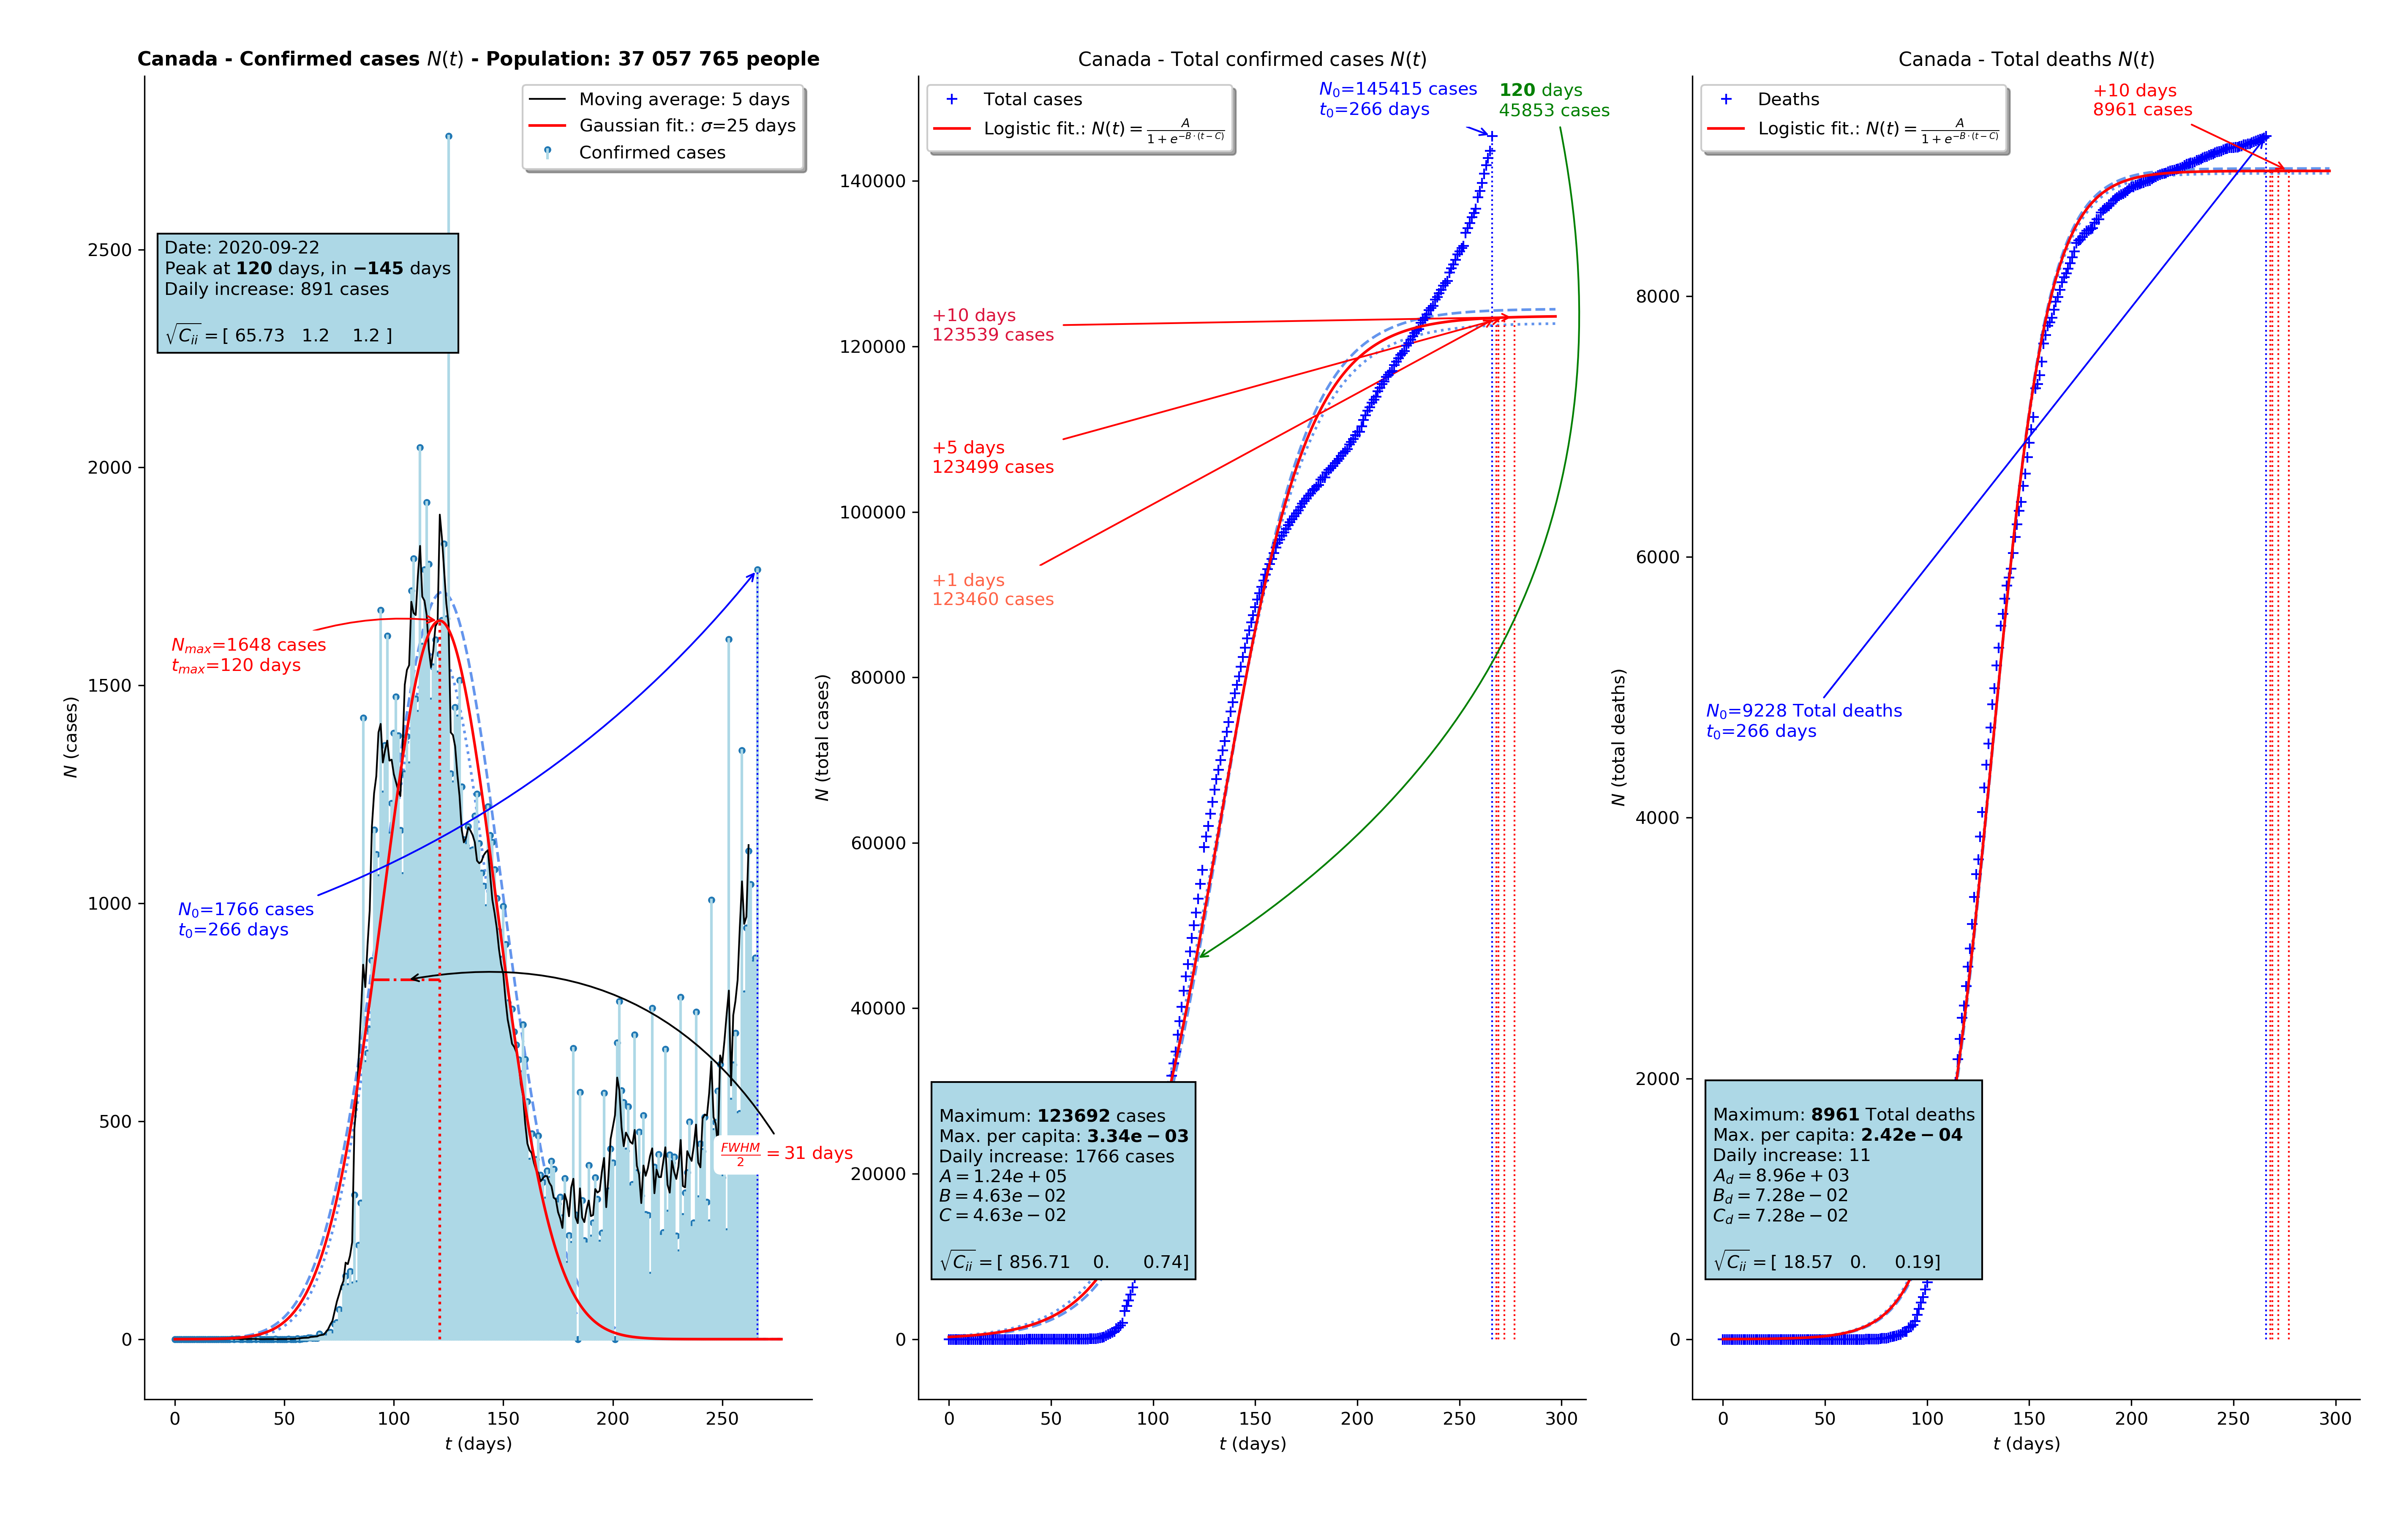 Canada - Confirmed cases N(t) - Population: 37 057 765 people
Moving average: 5 days
Gaussian fit.: σ=25 days
Confirmed cases
Date: 2020-09-22
Peak at 120 days, in −145 days
Daily increase: 891 cases
√C_ii = [ 65.73 1.2 1.2 ]
N_max=1648 cases
t_max=120 days
N_0=1766 cases
t_0=266 days
FWHM/2 = 31 days
N (cases)
2500
2000
1500
1000
500
0
0 50 100 150 200 250
t (days)
Canada - Total confirmed cases N(t)
Total cases
Logistic fit.: N(t) = A/(1 + e^{−B·(t−C)})
N_0=145415 cases
t_0=266 days
120 days
45853 cases
+10 days
123539 cases
+5 days
123499 cases
+1 days
123460 cases
Maximum: 123692 cases
Max. per capita: 3.34e − 03
Daily increase: 1766 cases
A = 1.24e + 05
B = 4.63e − 02
C = 4.63e − 02
√C_ii = [ 856.71 0. 0.74]
N (total cases)
140000
120000
100000
80000
60000
40000
20000
0
0 50 100 150 200 250 300
t (days)
Canada - Total deaths N(t)
Deaths
Logistic fit.: N(t) = A/(1 + e^{−B·(t−C)})
+10 days
8961 cases
N_0=9228 Total deaths
t_0=266 days
Maximum: 8961 Total deaths
Max. per capita: 2.42e − 04
Daily increase: 11
A_d = 8.96e + 03
B_d = 7.28e − 02
C_d = 7.28e − 02
√C_ii = [ 18.57 0. 0.19]
N (total deaths)
8000
6000
4000
2000
0
0 50 100 150 200 250 300
t (days)